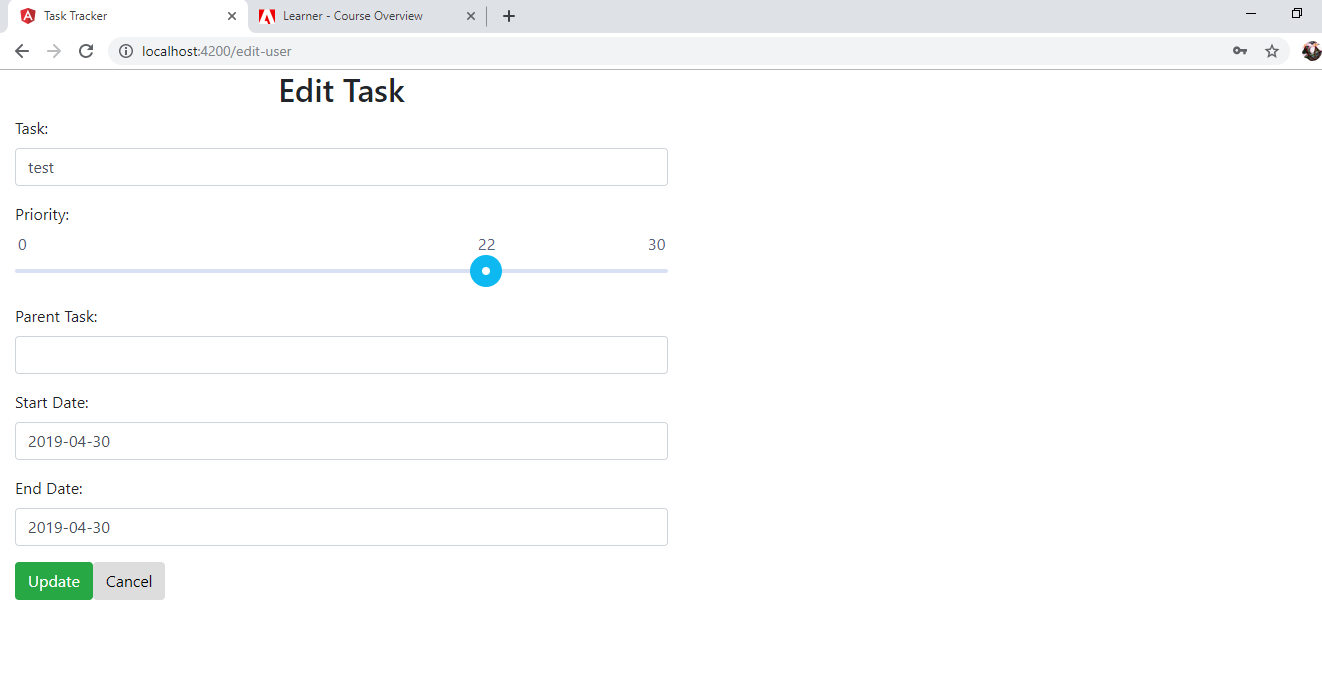 Task Tracker
Learner - Course Overview
localhost:4200/edit-user
Edit Task
Task:
test
Priority:
0 22 30
Parent Task:
Start Date:
2019-04-30
End Date:
2019-04-30
Update Cancel